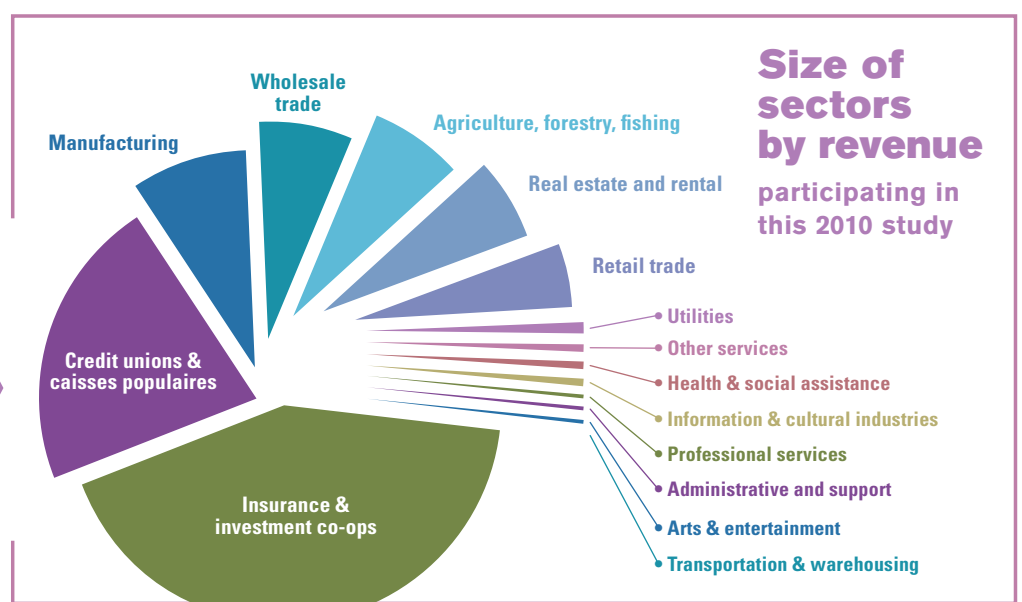 Size of
sectors
by revenue
participating in
this 2010 study
Wholesale
trade
Manufacturing
Agriculture, forestry, fishing
Real estate and rental
Retail trade
Utilities
Other services
Health & social assistance
Information & cultural industries
Professional services
Administrative and support
Arts & entertainment
Transportation & warehousing
Credit unions &
caisses populaires
Insurance &
investment co-ops